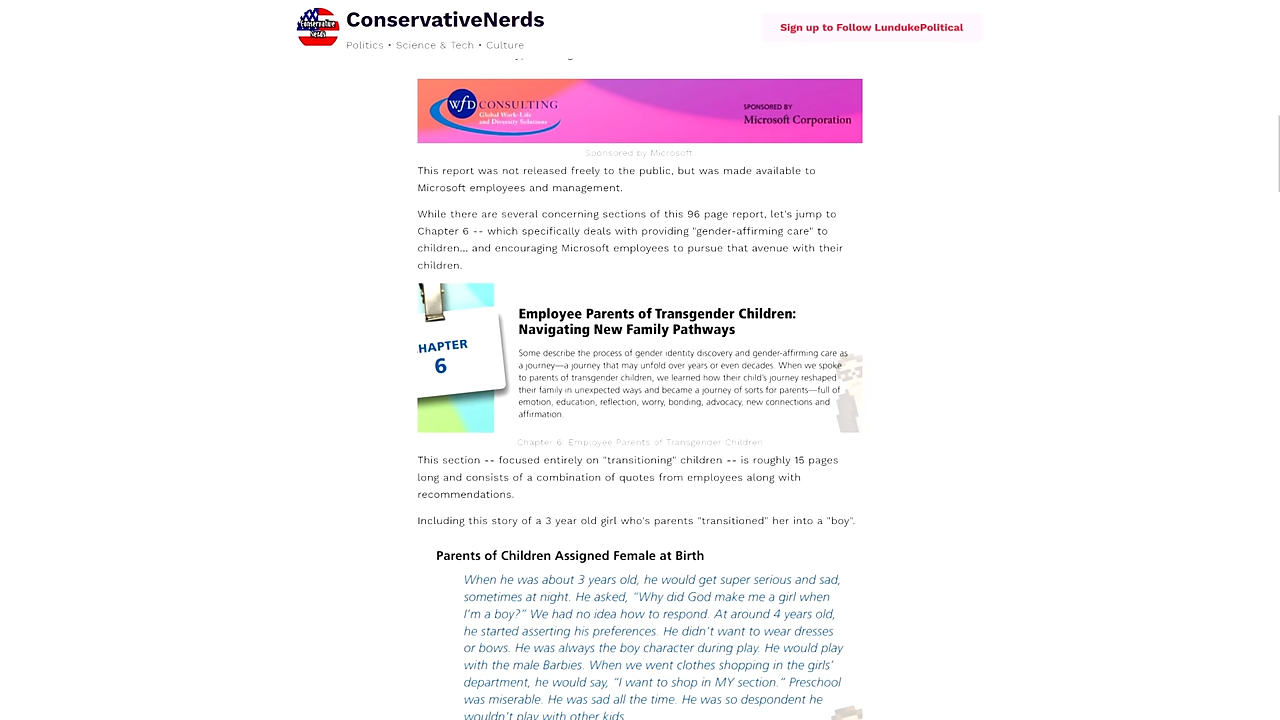 ConservativeNerds
Politics • Science & Tech • Culture
Sign up to Follow LundukePolitical
Conservative
Nerds
WFD CONSULTING
Global Work-Life
and Diversity Solutions
SPONSORED BY
Microsoft Corporation
Sponsored by Microsoft.
This report was not released freely to the public, but was made available to
Microsoft employees and management.
While there are several concerning sections of this 96 page report, let's jump to
Chapter 6 -- which specifically deals with providing "gender-affirming care" to
children... and encouraging Microsoft employees to pursue that avenue with their
children.
HAPTER
6
Employee Parents of Transgender Children:
Navigating New Family Pathways
Some describe the process of gender identity discovery and gender-affirming care as
a journey—a journey that may unfold over years or even decades. When we spoke
to parents of transgender children, we learned how their child's journey reshaped
their family in unexpected ways and became a journey of sorts for parents—full of
emotion, education, reflection, worry, bonding, advocacy, new connections and
affirmation.
Chapter 6: Employee Parents of Transgender Children
This section -- focused entirely on "transitioning" children -- is roughly 15 pages
long and consists of a combination of quotes from employees along with
recommendations.
Including this story of a 3 year old girl who's parents "transitioned" her into a "boy".
Parents of Children Assigned Female at Birth
When he was about 3 years old, he would get super serious and sad,
sometimes at night. He asked, "Why did God make me a girl when
I'm a boy?" We had no idea how to respond. At around 4 years old,
he started asserting his preferences. He didn't want to wear dresses
or bows. He was always the boy character during play. He would play
with the male Barbies. When we went clothes shopping in the girls'
department, he would say, "I want to shop in MY section." Preschool
was miserable. He was sad all the time. He was so despondent he
wouldn't play with other kids